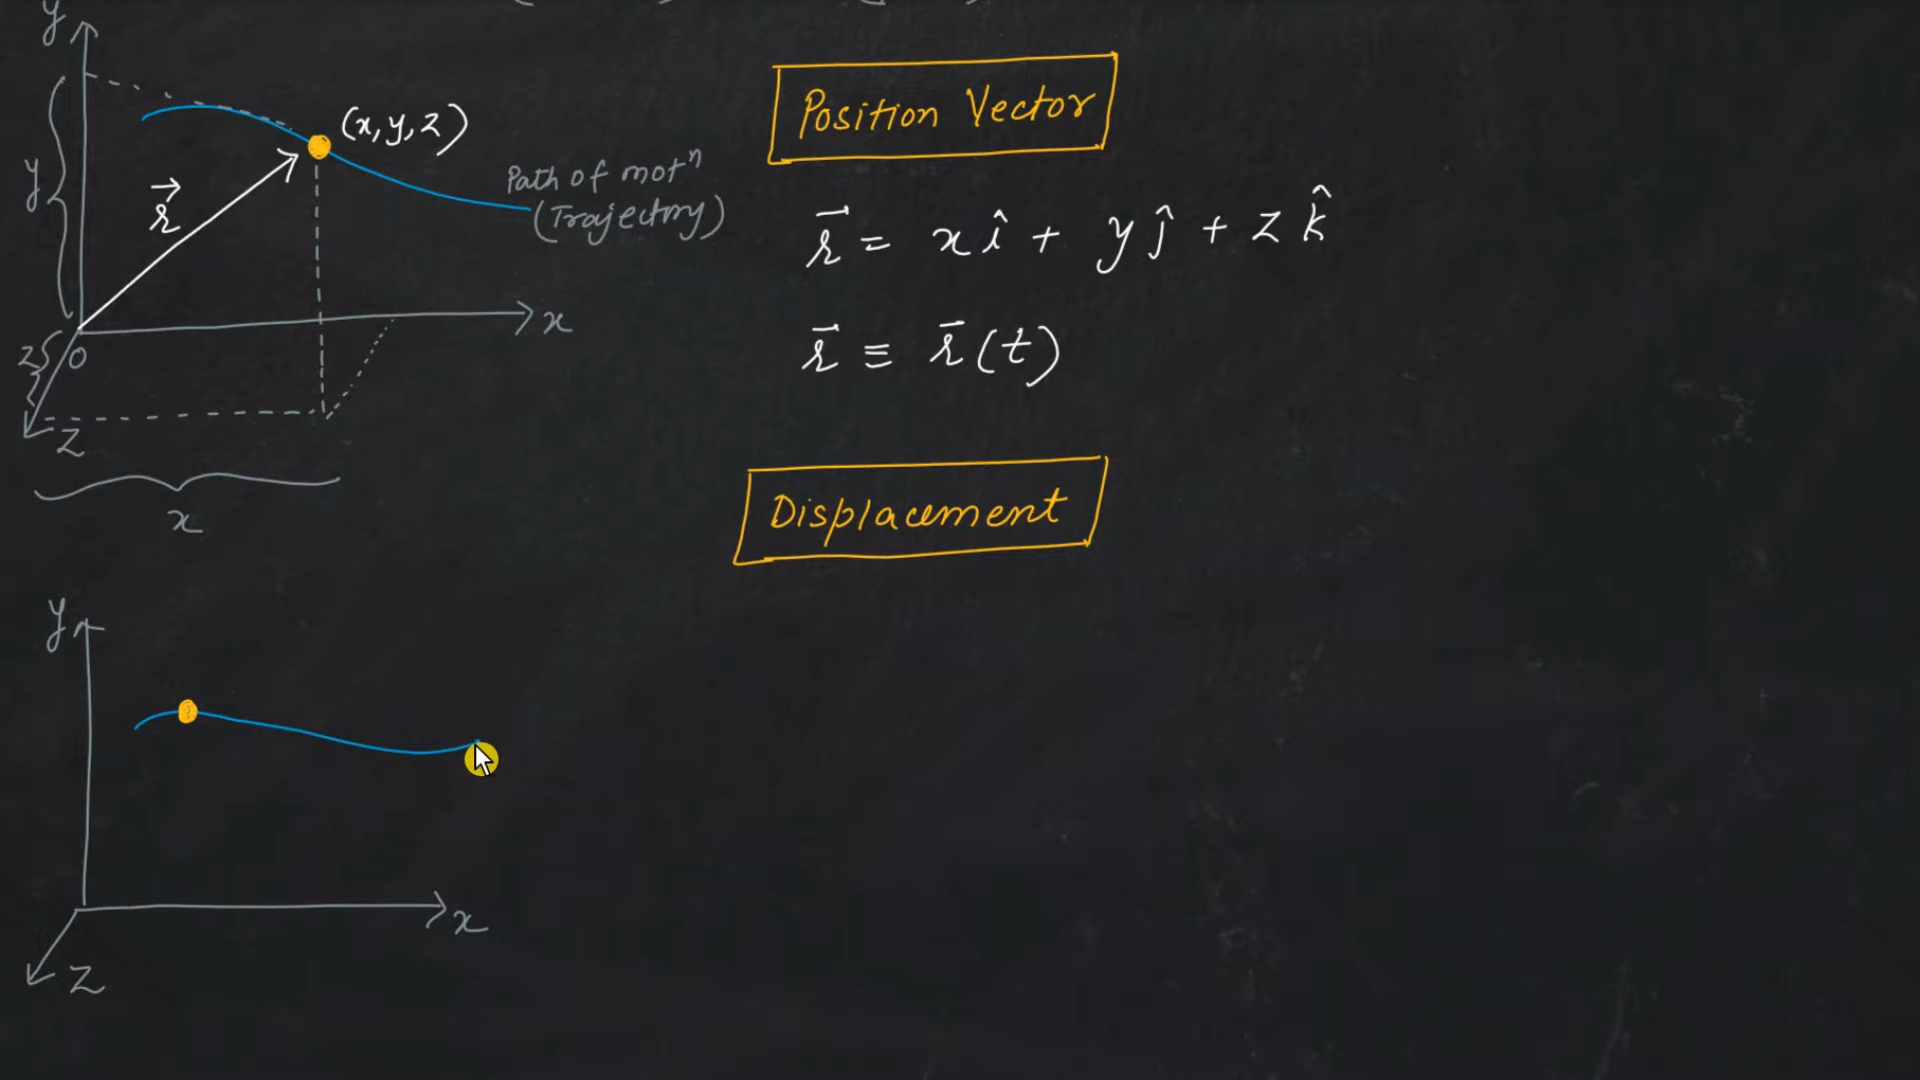 y
(x, y, z)
y
Path of motⁿ
(Trajectory)
r⃗
x
z
O
z
x
Position Vector
r⃗ = x î + y ĵ + z k̂
r⃗ ≡ r⃗ (t)
Displacement
y
x
z